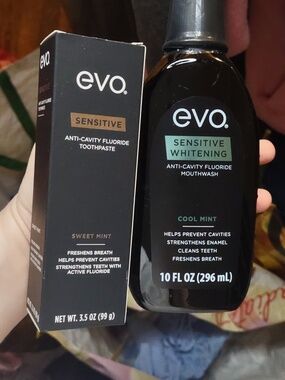 evo.
SENSITIVE
ANTI-CAVITY FLUORIDE
TOOTHPASTE
SWEET MINT
FRESHENS BREATH
HELPS PREVENT CAVITIES
STRENGTHENS TEETH WITH
ACTIVE FLUORIDE
NET WT. 3.5 OZ (99 g)
evo.
SENSITIVE
WHITENING
ANTI-CAVITY FLUORIDE
MOUTHWASH
COOL MINT
HELPS PREVENT CAVITIES
STRENGTHENS ENAMEL
CLEANS TEETH
FRESHENS BREATH
10 FL OZ (296 mL)
evo.